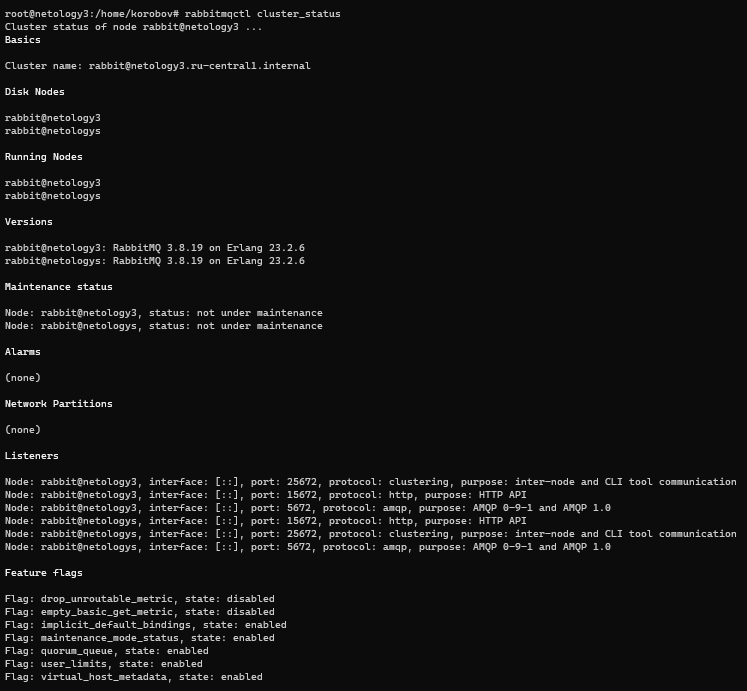 root@netology3:/home/korobov# rabbitmqctl cluster_status
Cluster status of node rabbit@netology3 ...
Basics
Cluster name: rabbit@netology3.ru-central1.internal
Disk Nodes
rabbit@netology3
rabbit@netologys
Running Nodes
rabbit@netology3
rabbit@netologys
Versions
rabbit@netology3: RabbitMQ 3.8.19 on Erlang 23.2.6
rabbit@netologys: RabbitMQ 3.8.19 on Erlang 23.2.6
Maintenance status
Node: rabbit@netology3, status: not under maintenance
Node: rabbit@netologys, status: not under maintenance
Alarms
(none)
Network Partitions
(none)
Listeners
Node: rabbit@netology3, interface: [::], port: 25672, protocol: clustering, purpose: inter-node and CLI tool communication
Node: rabbit@netology3, interface: [::], port: 15672, protocol: http, purpose: HTTP API
Node: rabbit@netology3, interface: [::], port: 5672, protocol: amqp, purpose: AMQP 0-9-1 and AMQP 1.0
Node: rabbit@netologys, interface: [::], port: 15672, protocol: http, purpose: HTTP API
Node: rabbit@netologys, interface: [::], port: 25672, protocol: clustering, purpose: inter-node and CLI tool communication
Node: rabbit@netologys, interface: [::], port: 5672, protocol: amqp, purpose: AMQP 0-9-1 and AMQP 1.0
Feature flags
Flag: drop_unroutable_metric, state: disabled
Flag: empty_basic_get_metric, state: disabled
Flag: implicit_default_bindings, state: enabled
Flag: maintenance_mode_status, state: enabled
Flag: quorum_queue, state: enabled
Flag: user_limits, state: enabled
Flag: virtual_host_metadata, state: enabled